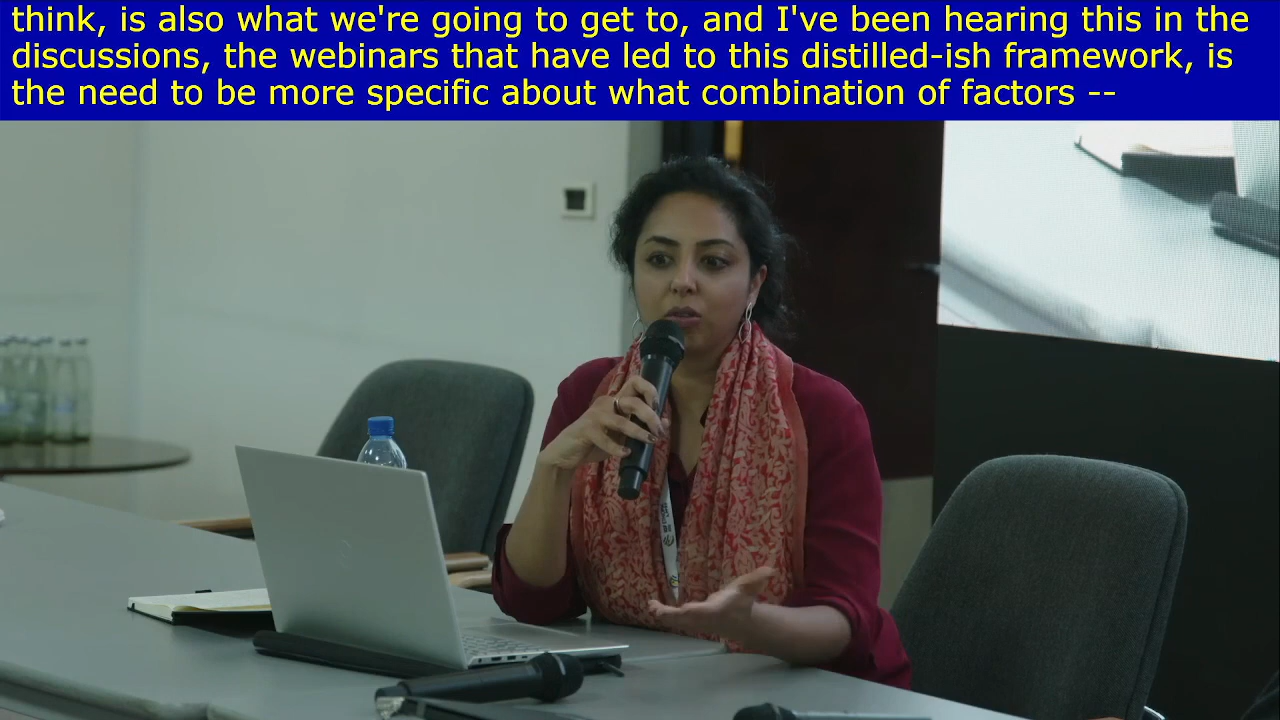 think, is also what we're going to get to, and I've been hearing this in the
discussions, the webinars that have led to this distilled-ish framework, is
the need to be more specific about what combination of factors --